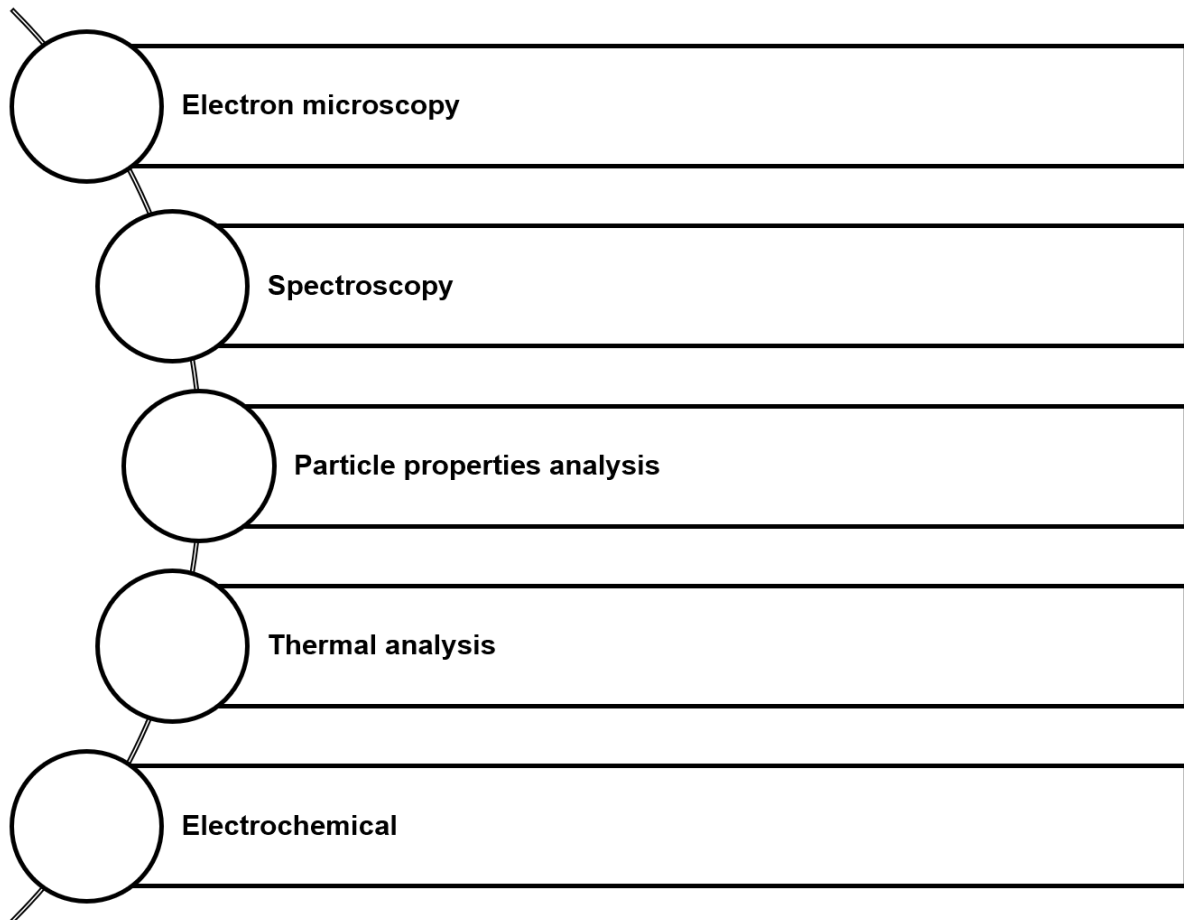 Electron microscopy
Spectroscopy
Particle properties analysis
Thermal analysis
Electrochemical